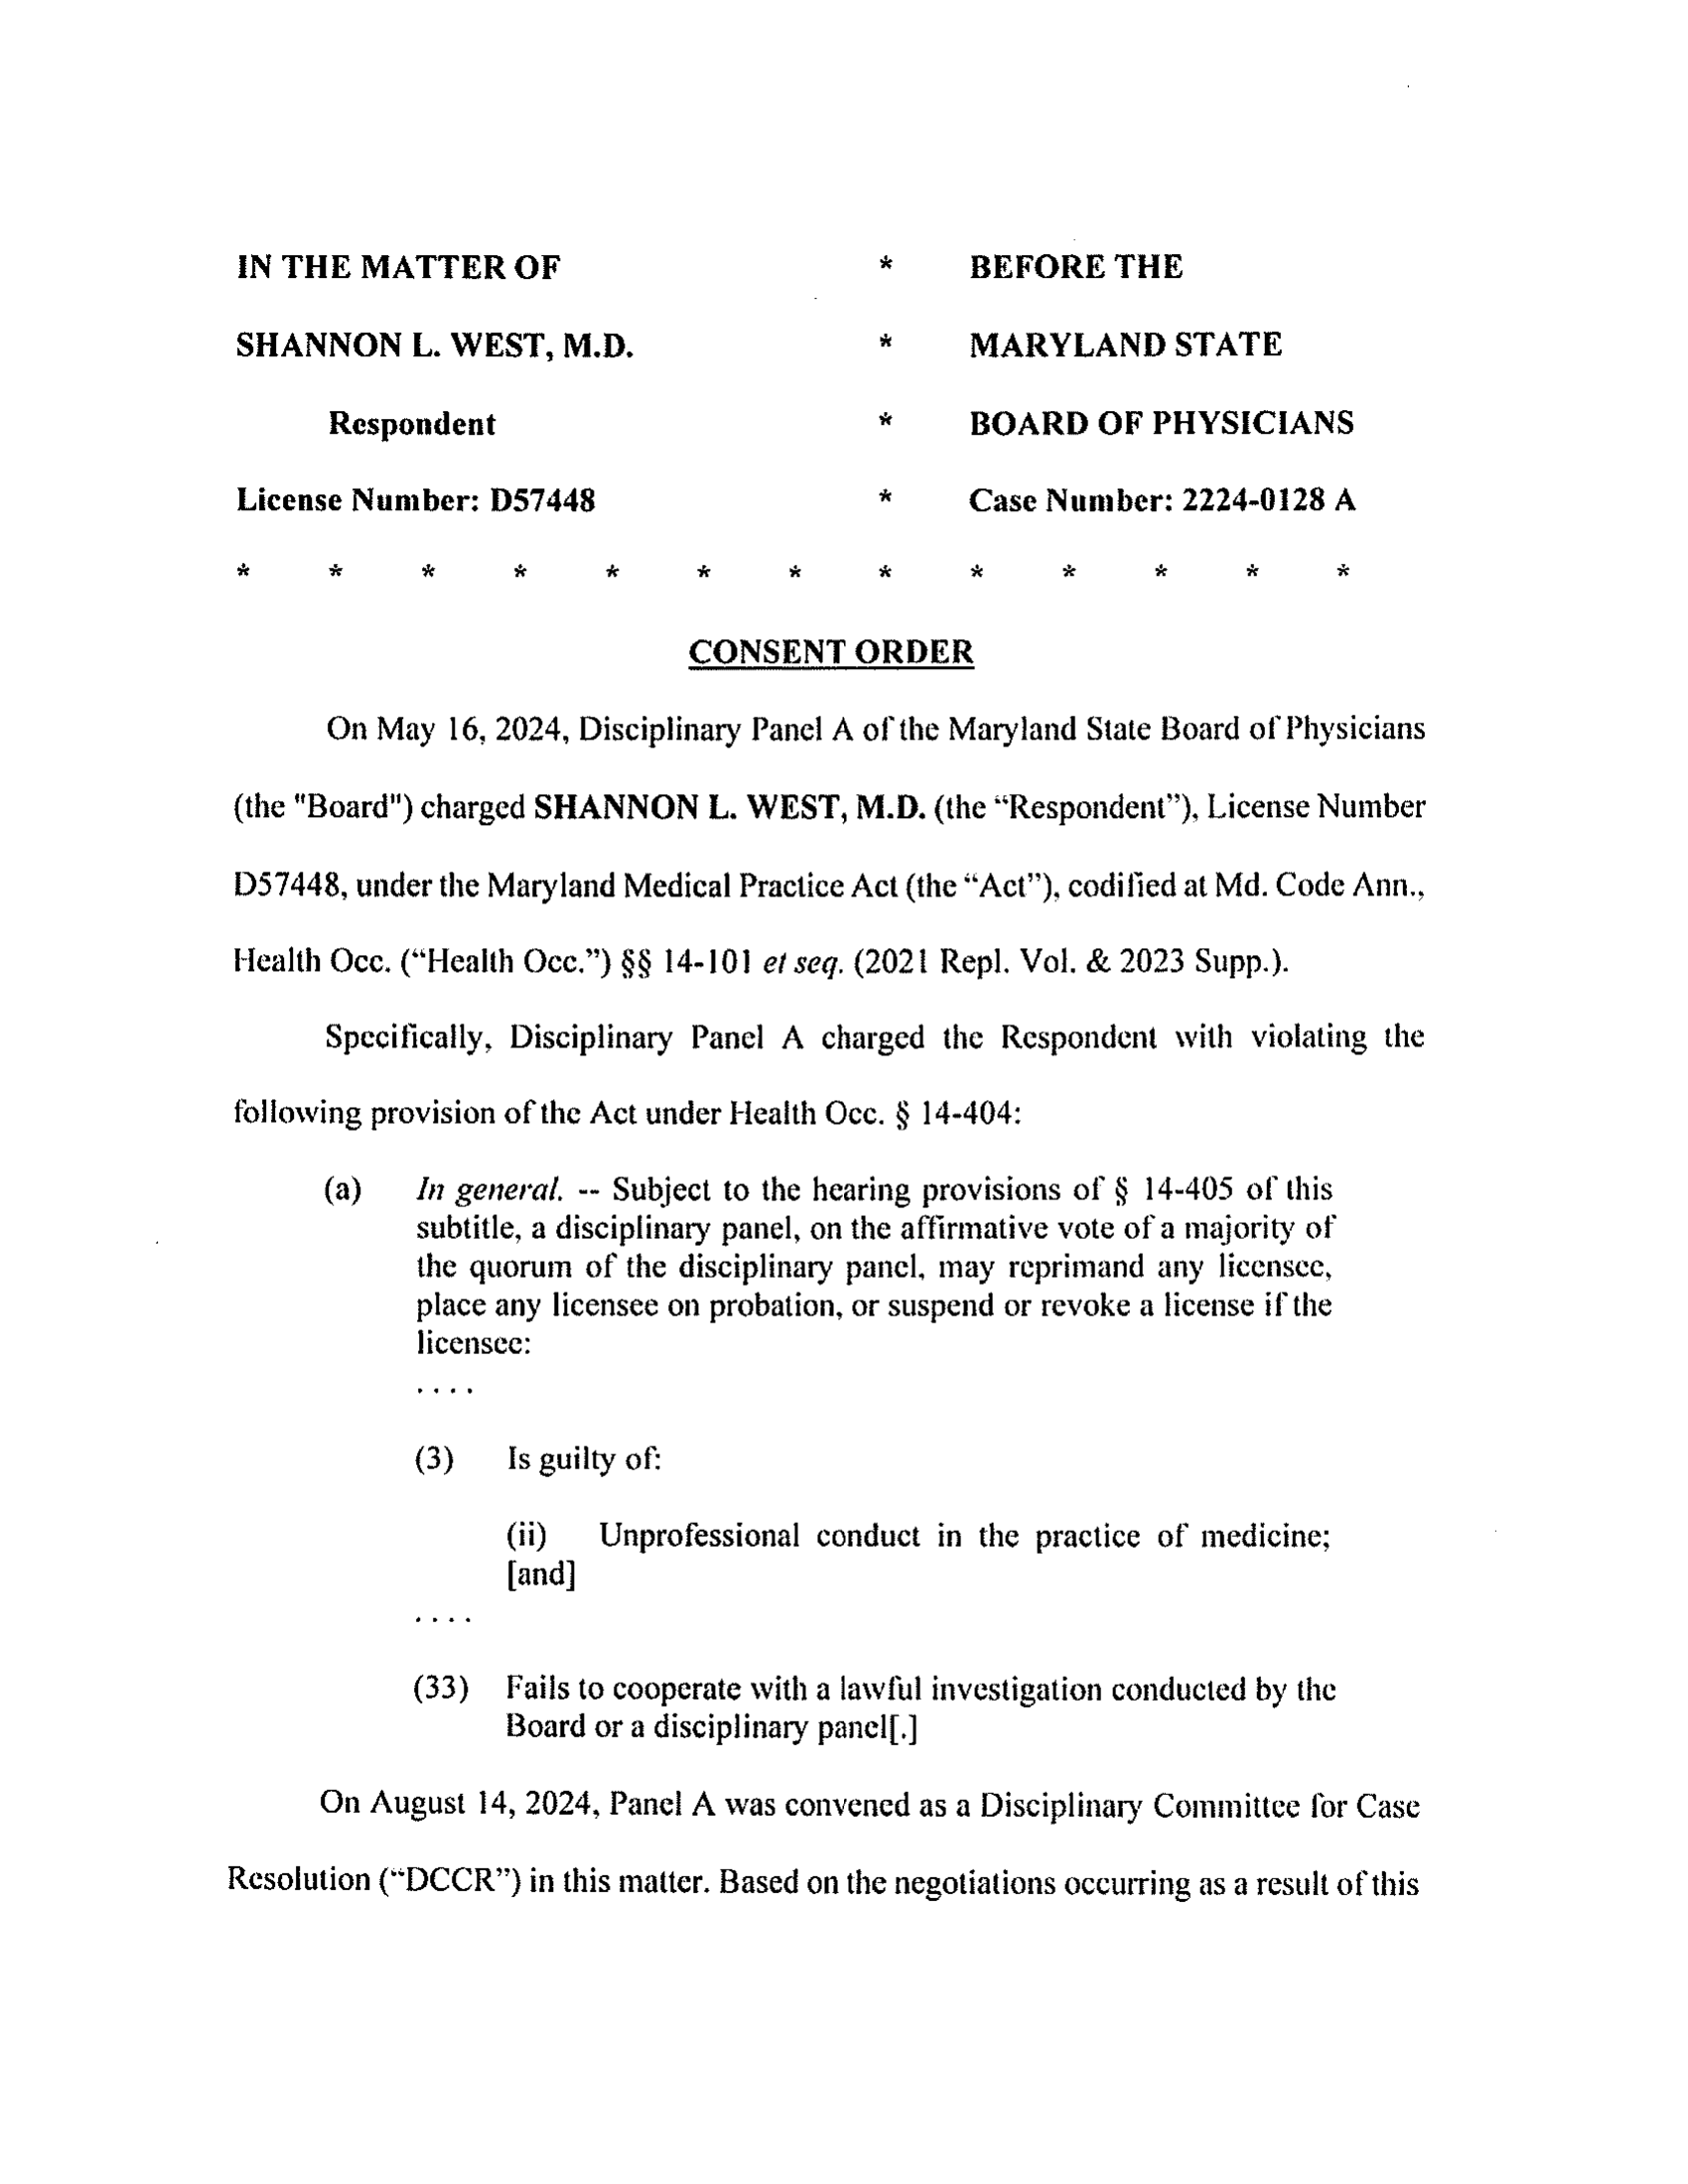 IN THE MATTER OF * BEFORE THE
SHANNON L. WEST, M.D. * MARYLAND STATE
Respondent * BOARD OF PHYSICIANS
License Number: D57448 * Case Number: 2224-0128 A
* * * * * * * * * * * * *
CONSENT ORDER
On May 16, 2024, Disciplinary Panel A of the Maryland State Board of Physicians
(the "Board") charged SHANNON L. WEST, M.D. (the “Respondent”), License Number
D57448, under the Maryland Medical Practice Act (the “Act”), codified at Md. Code Ann.,
Health Occ. (“Health Occ.”) §§ 14-101 et seq. (2021 Repl. Vol. & 2023 Supp.).
Specifically, Disciplinary Panel A charged the Respondent with violating the
following provision of the Act under Health Occ. § 14-404:
(a) In general. -- Subject to the hearing provisions of § 14-405 of this
subtitle, a disciplinary panel, on the affirmative vote of a majority of
the quorum of the disciplinary panel, may reprimand any licensee,
place any licensee on probation, or suspend or revoke a license if the
licensee:
. . . .
(3) Is guilty of:
(ii) Unprofessional conduct in the practice of medicine;
[and]
. . . .
(33) Fails to cooperate with a lawful investigation conducted by the
Board or a disciplinary panel[.]
On August 14, 2024, Panel A was convened as a Disciplinary Committee for Case
Resolution (“DCCR”) in this matter. Based on the negotiations occurring as a result of this